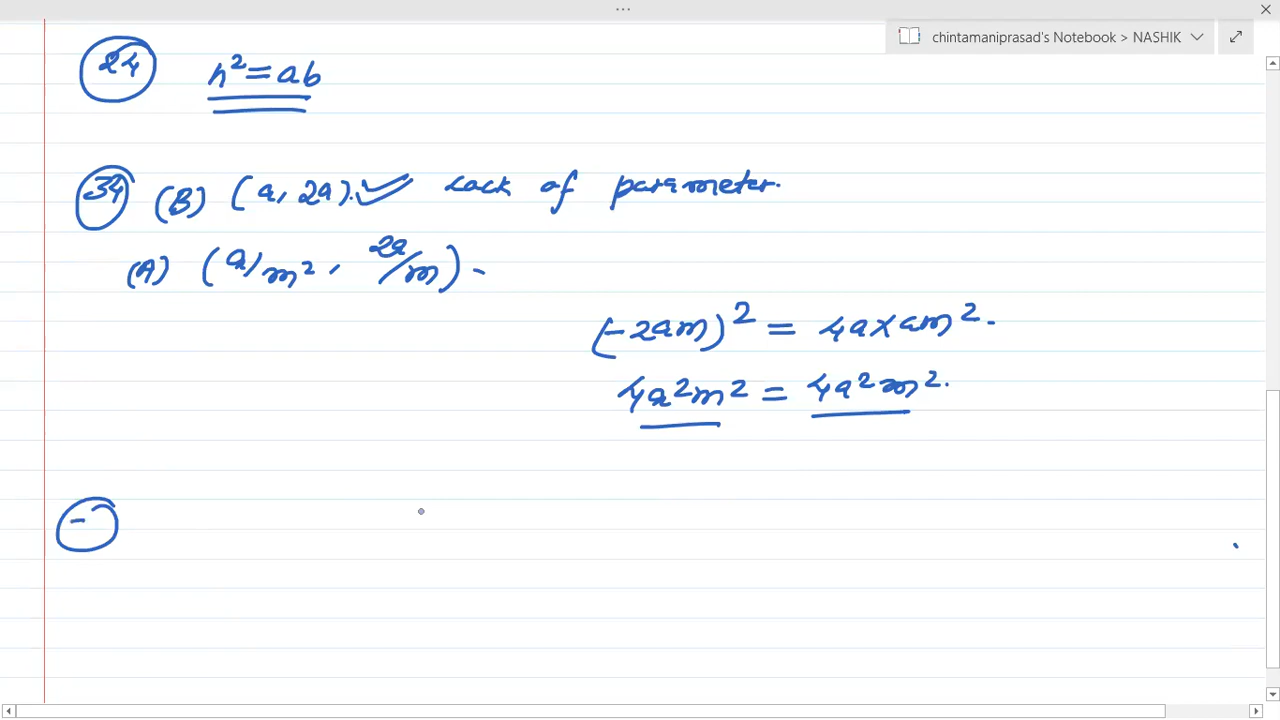 ...
chintamaniprasad's Notebook > NASHIK
24 h² = ab
34 (B) (a, 2a). ✓ Lack of parameter.
(A) (a/m², 2a/m).
(-2am)² = 4a×am².
4a²m² = 4a²m².
-